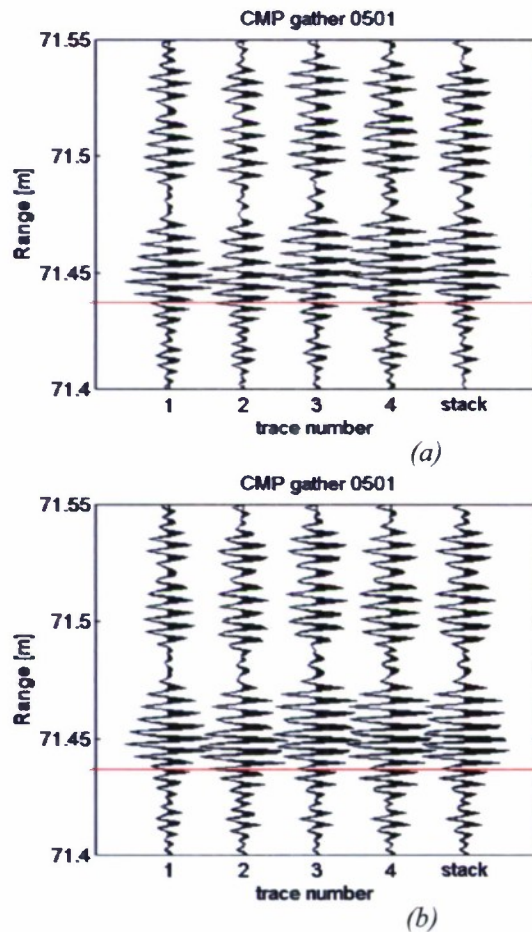 CMP gather 0501
71.55
71.5
71.45
71.4
Range [m]
1 2 3 4 stack
trace number
(a)
CMP gather 0501
71.55
71.5
71.45
71.4
Range [m]
1 2 3 4 stack
trace number
(b)